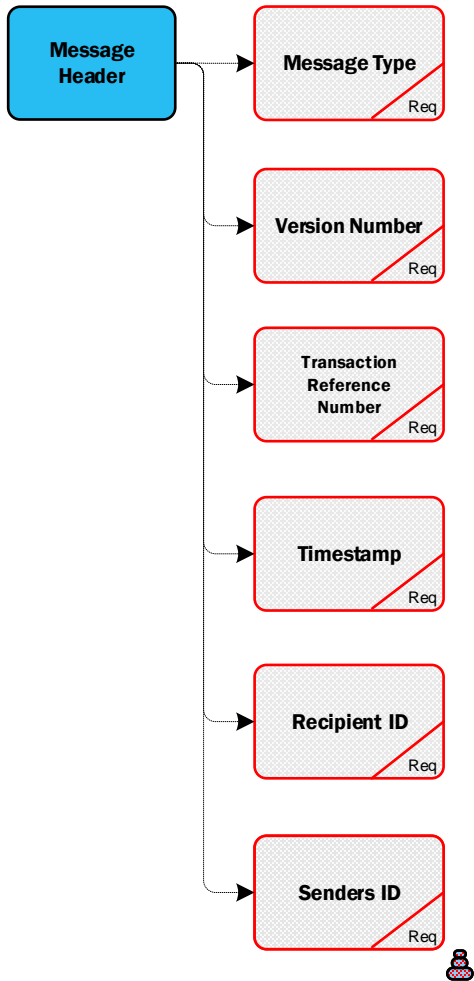 Message
Header
Message Type
Req
Version Number
Req
Transaction
Reference
Number
Req
Timestamp
Req
Recipient ID
Req
Senders ID
Req